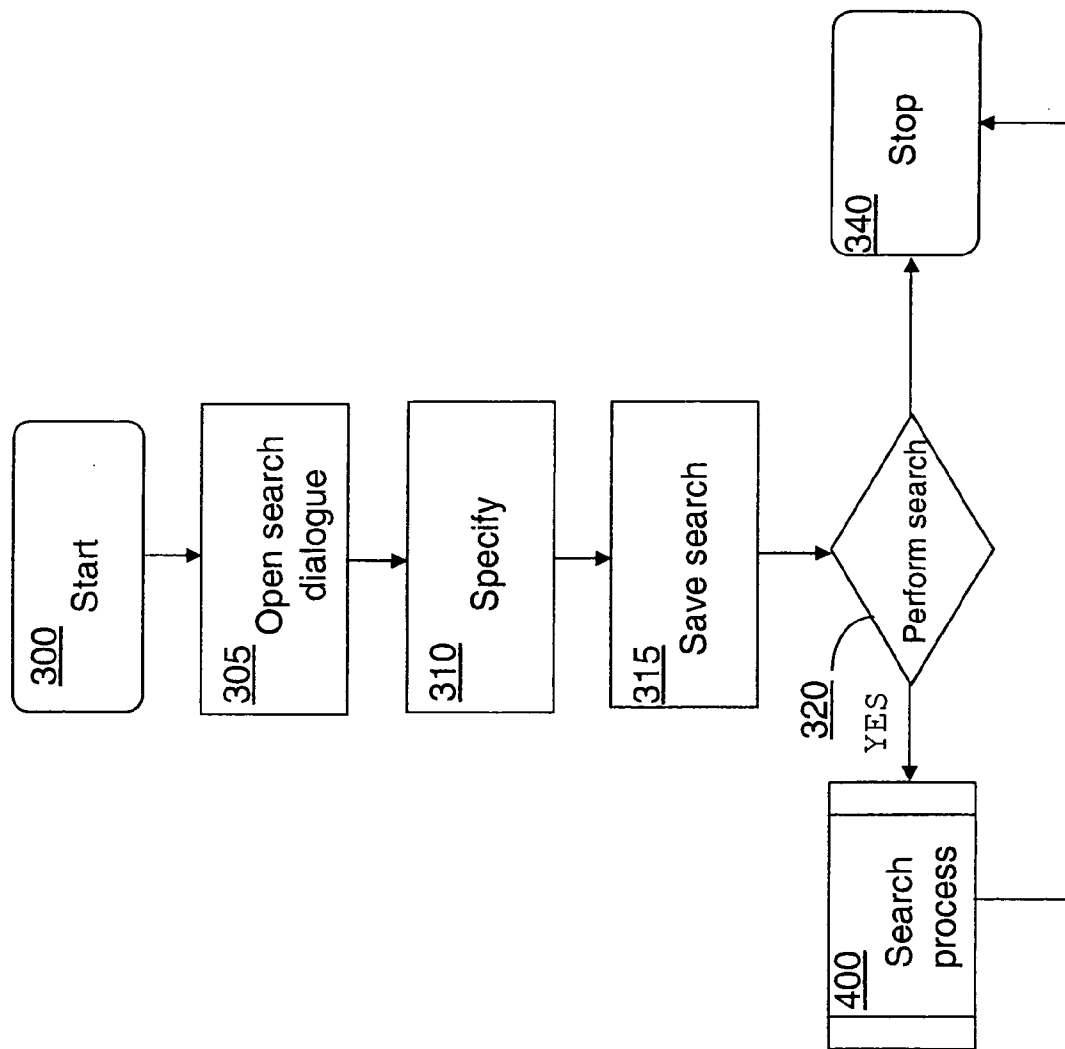 300
Start
305
Open search
dialogue
310
Specify
315
Save search
320
Perform search
YES
340
Stop
400
Search
process